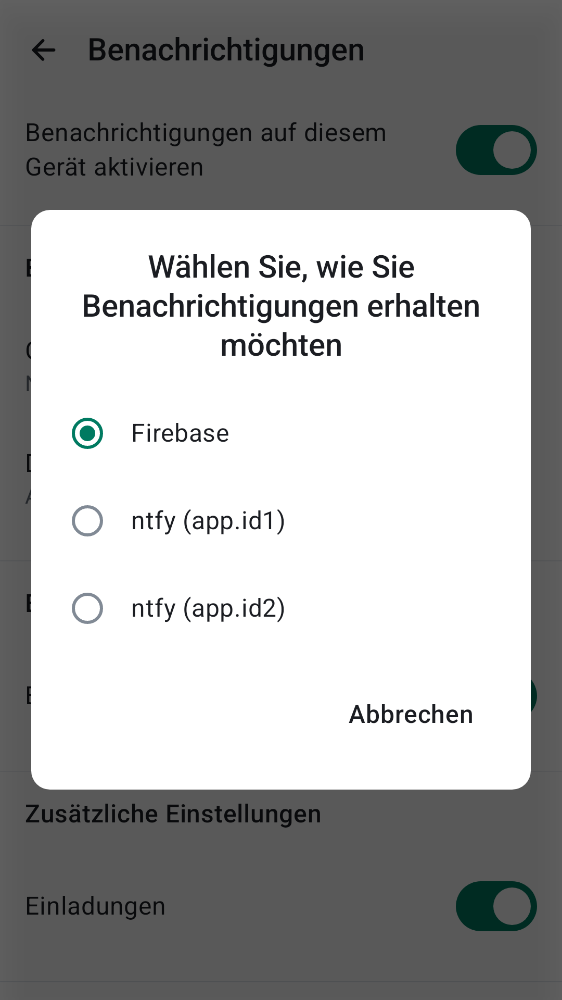 Benachrichtigungen
Benachrichtigungen auf diesem
Gerät aktivieren
Wählen Sie, wie Sie
Benachrichtigungen erhalten
möchten
Firebase
ntfy (app.id1)
ntfy (app.id2)
Abbrechen
Zusätzliche Einstellungen
Einladungen